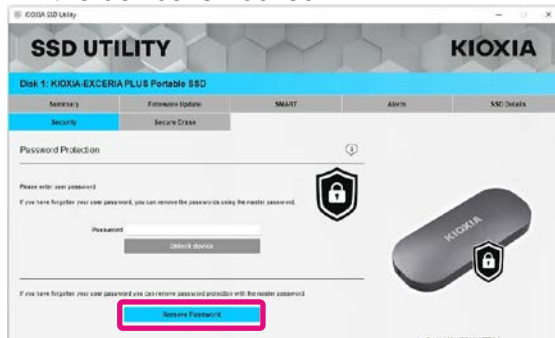 KIOXIA SSD Utility
SSD UTILITY
KIOXIA
Disk 1: KIOXIA-EXCERIA PLUS Portable SSD
Summary
Firmware Update
SMART
Alerts
SSD Details
Security
Secure Erase
Password Protection
Please enter user password
If you have forgotten your user password, you can remove the passwords using the master password.
Password
Unlock device
KIOXIA
If you have forgotten your user password you can remove password protection with the master password
Remove Password